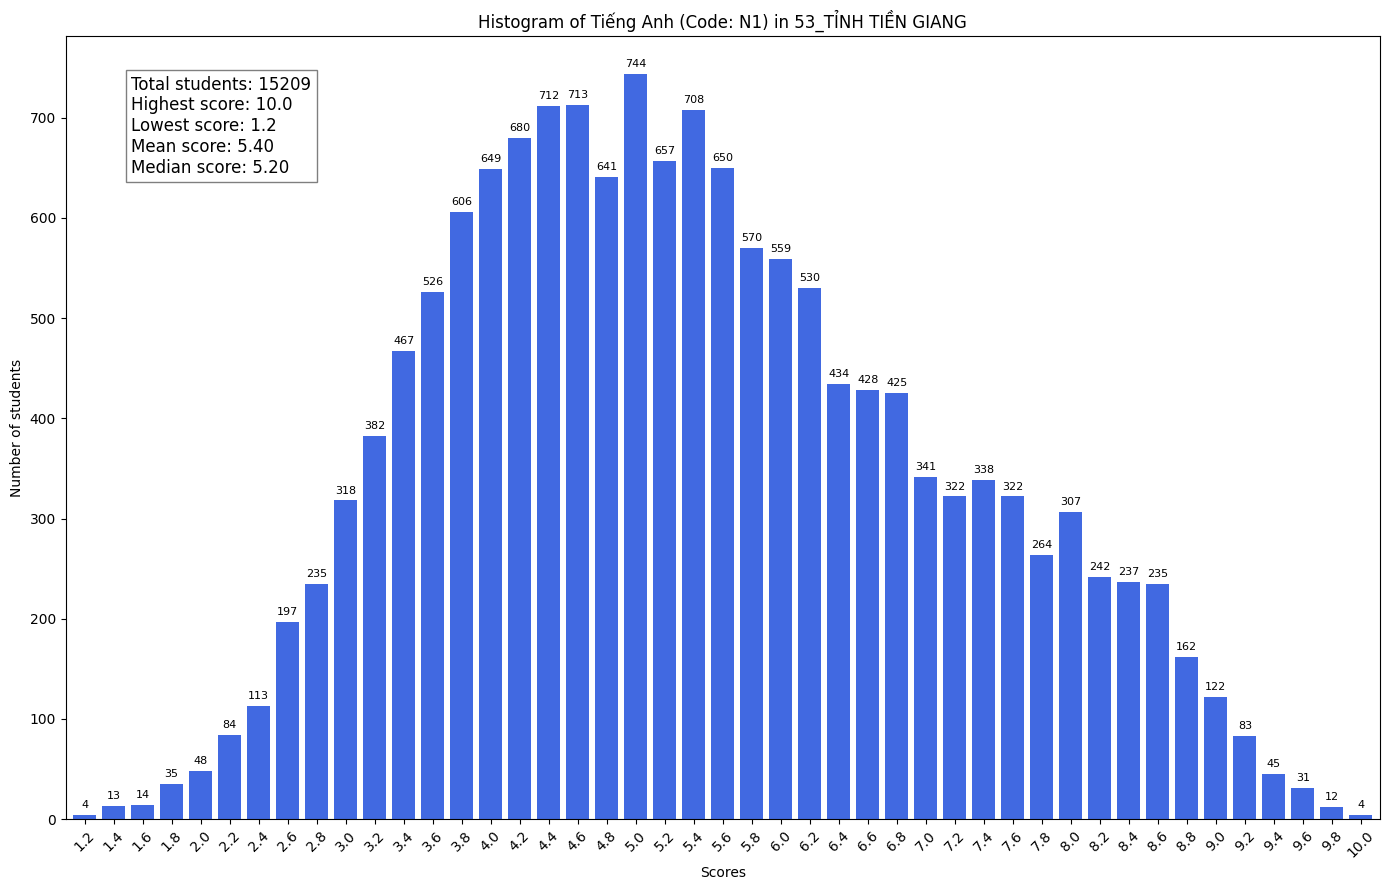 Histogram of Tiếng Anh (Code: N1) in 53_TỈNH TIỀN GIANG
Total students: 15209
Highest score: 10.0
Lowest score: 1.2
Mean score: 5.40
Median score: 5.20
Number of students
700
600
500
400
300
200
100
0
4 13 14 35 48 84 113 197 235 318 382 467 526 606 649 680 712 713 641 744 657 708 650 570 559 530 434 428 425 341 322 338 322 264 307 242 237 235 162 122 83 45 31 12 4
1.2 1.4 1.6 1.8 2.0 2.2 2.4 2.6 2.8 3.0 3.2 3.4 3.6 3.8 4.0 4.2 4.4 4.6 4.8 5.0 5.2 5.4 5.6 5.8 6.0 6.2 6.4 6.6 6.8 7.0 7.2 7.4 7.6 7.8 8.0 8.2 8.4 8.6 8.8 9.0 9.2 9.4 9.6 9.8 10.0
Scores